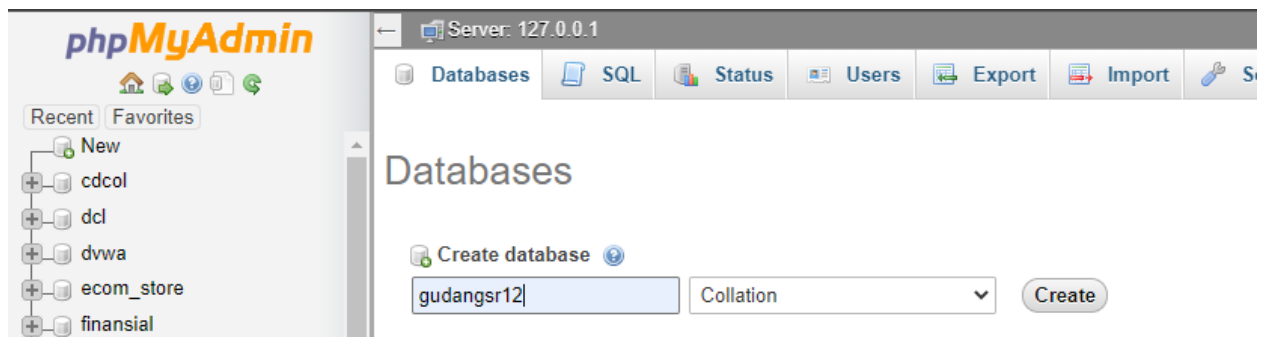 phpMyAdmin
Recent Favorites
New
cdcol
dcl
dvwa
ecom_store
finansial
Server: 127.0.0.1
Databases SQL Status Users Export Import
Databases
Create database
gudangsr12 Collation Create